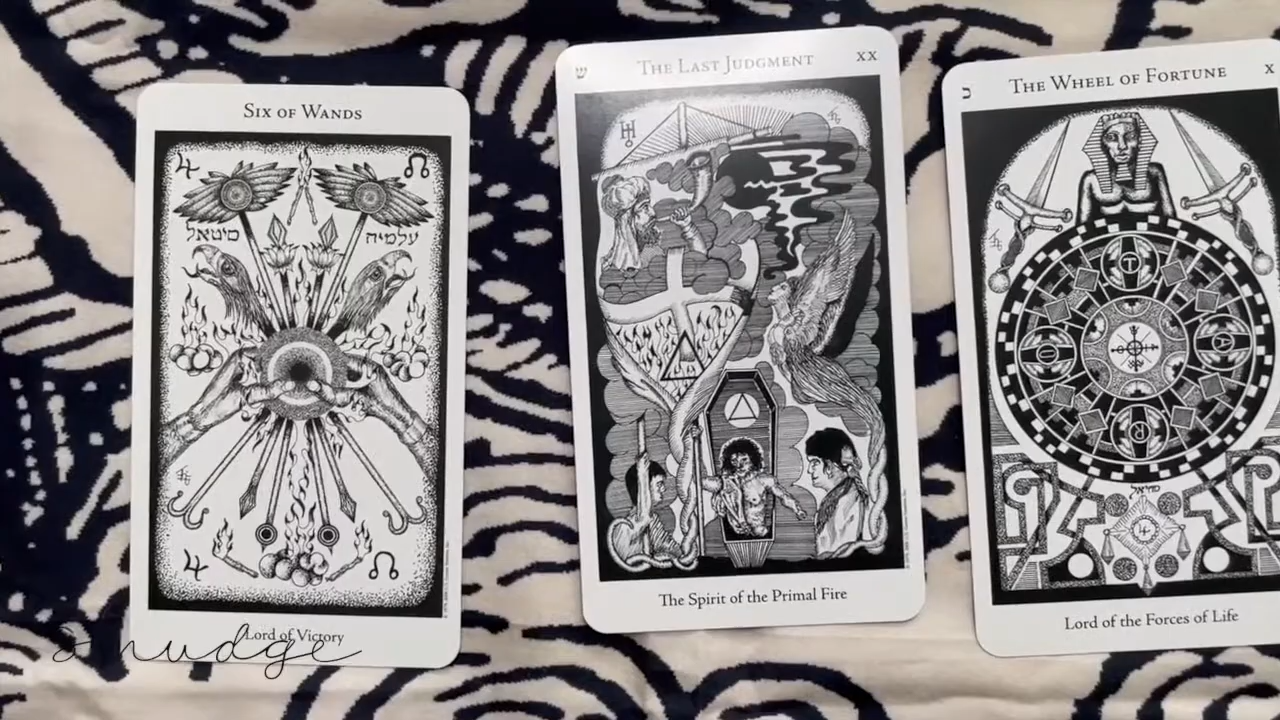 Six of Wands
סיטאל
עלמיה
Lord of Victory
ש
The Last Judgment
XX
The Spirit of the Primal Fire
כ
The Wheel of Fortune
X
T
A
R
Lord of the Forces of Life
a nudge